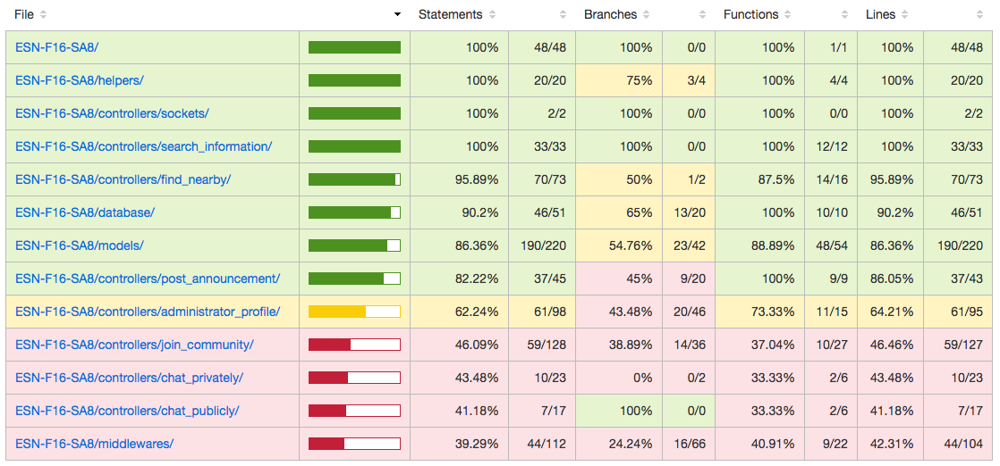 File Statements Branches Functions Lines
ESN-F16-SA8/ 100% 48/48 100% 0/0 100% 1/1 100% 48/48
ESN-F16-SA8/helpers/ 100% 20/20 75% 3/4 100% 4/4 100% 20/20
ESN-F16-SA8/controllers/sockets/ 100% 2/2 100% 0/0 100% 0/0 100% 2/2
ESN-F16-SA8/controllers/search_information/ 100% 33/33 100% 0/0 100% 12/12 100% 33/33
ESN-F16-SA8/controllers/find_nearby/ 95.89% 70/73 50% 1/2 87.5% 14/16 95.89% 70/73
ESN-F16-SA8/database/ 90.2% 46/51 65% 13/20 100% 10/10 90.2% 46/51
ESN-F16-SA8/models/ 86.36% 190/220 54.76% 23/42 88.89% 48/54 86.36% 190/220
ESN-F16-SA8/controllers/post_announcement/ 82.22% 37/45 45% 9/20 100% 9/9 86.05% 37/43
ESN-F16-SA8/controllers/administrator_profile/ 62.24% 61/98 43.48% 20/46 73.33% 11/15 64.21% 61/95
ESN-F16-SA8/controllers/join_community/ 46.09% 59/128 38.89% 14/36 37.04% 10/27 46.46% 59/127
ESN-F16-SA8/controllers/chat_privately/ 43.48% 10/23 0% 0/2 33.33% 2/6 43.48% 10/23
ESN-F16-SA8/controllers/chat_publicly/ 41.18% 7/17 100% 0/0 33.33% 2/6 41.18% 7/17
ESN-F16-SA8/middlewares/ 39.29% 44/112 24.24% 16/66 40.91% 9/22 42.31% 44/104